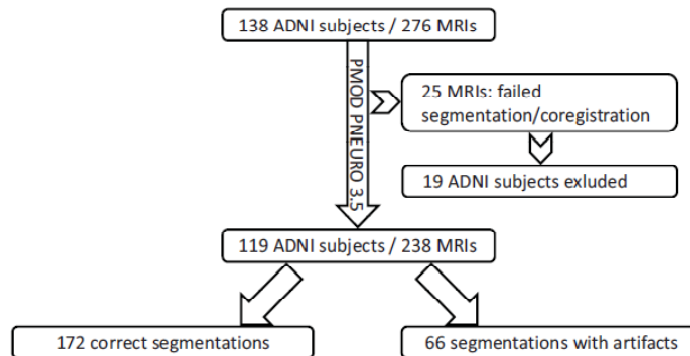 138 ADNI subjects / 276 MRIs
PMOD PNEURO 3.5
25 MRIs: failed
segmentation/coregistration
19 ADNI subjects exluded
119 ADNI subjects / 238 MRIs
172 correct segmentations
66 segmentations with artifacts